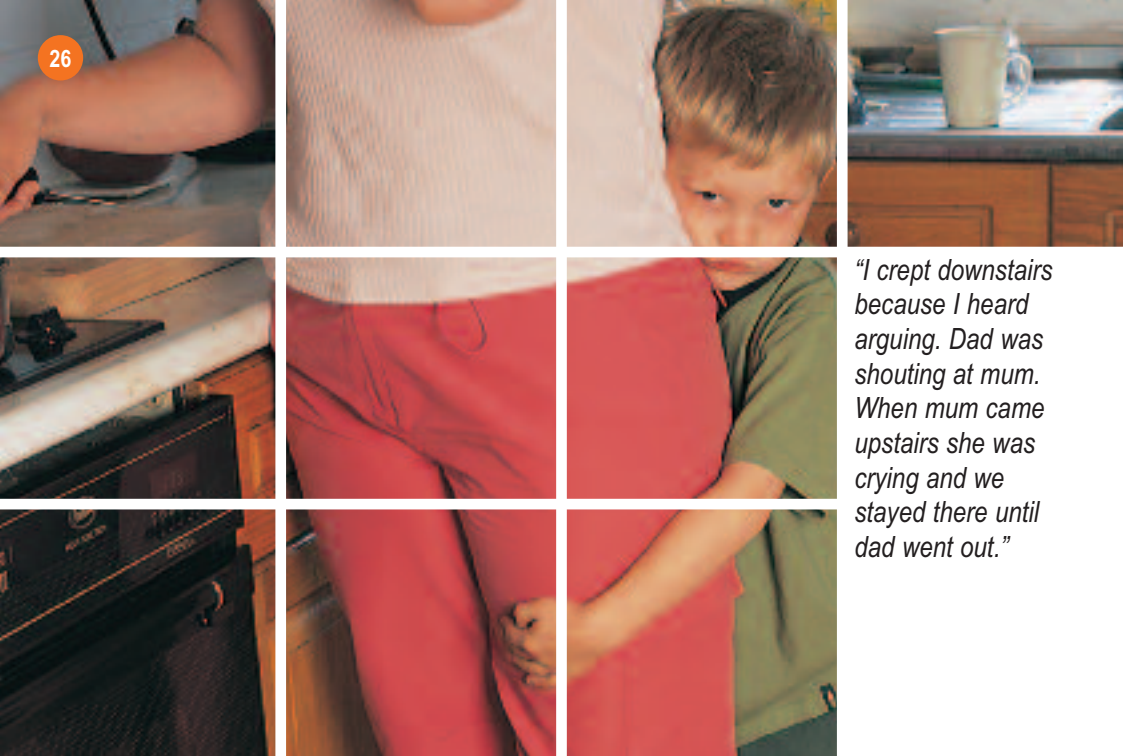 26
“I crept downstairs
because I heard
arguing. Dad was
shouting at mum.
When mum came
upstairs she was
crying and we
stayed there until
dad went out.”